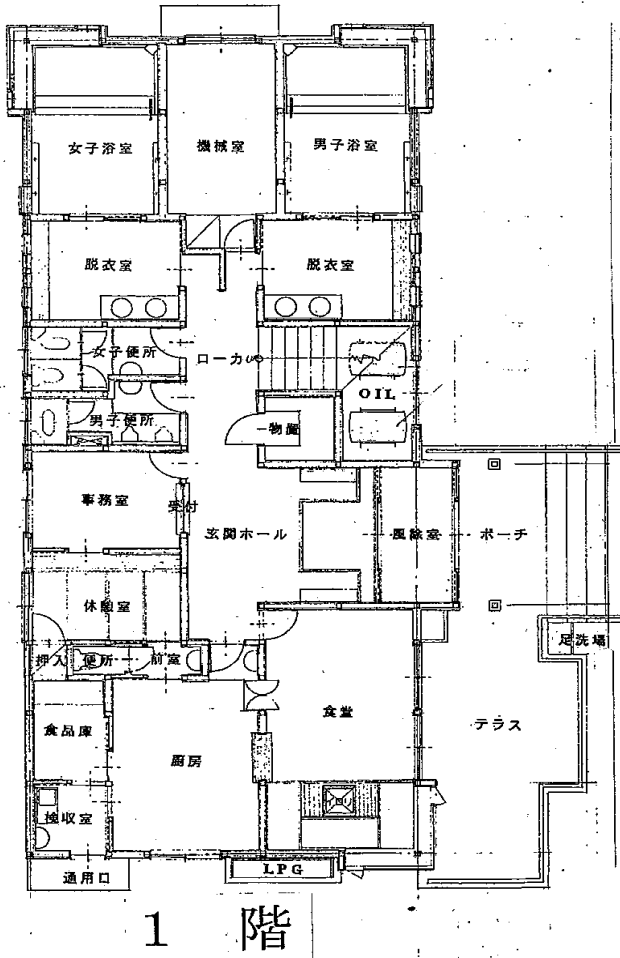 女子浴室
機械室
男子浴室
脱衣室
脱衣室
女子便所
ローカ
OIL
男子便所
物置
事務室
受付
玄関ホール
風除室
ポーチ
休憩室
足洗場
押入
便所
前室
食堂
テラス
食品庫
厨房
検収室
LPG
通用口
1 階